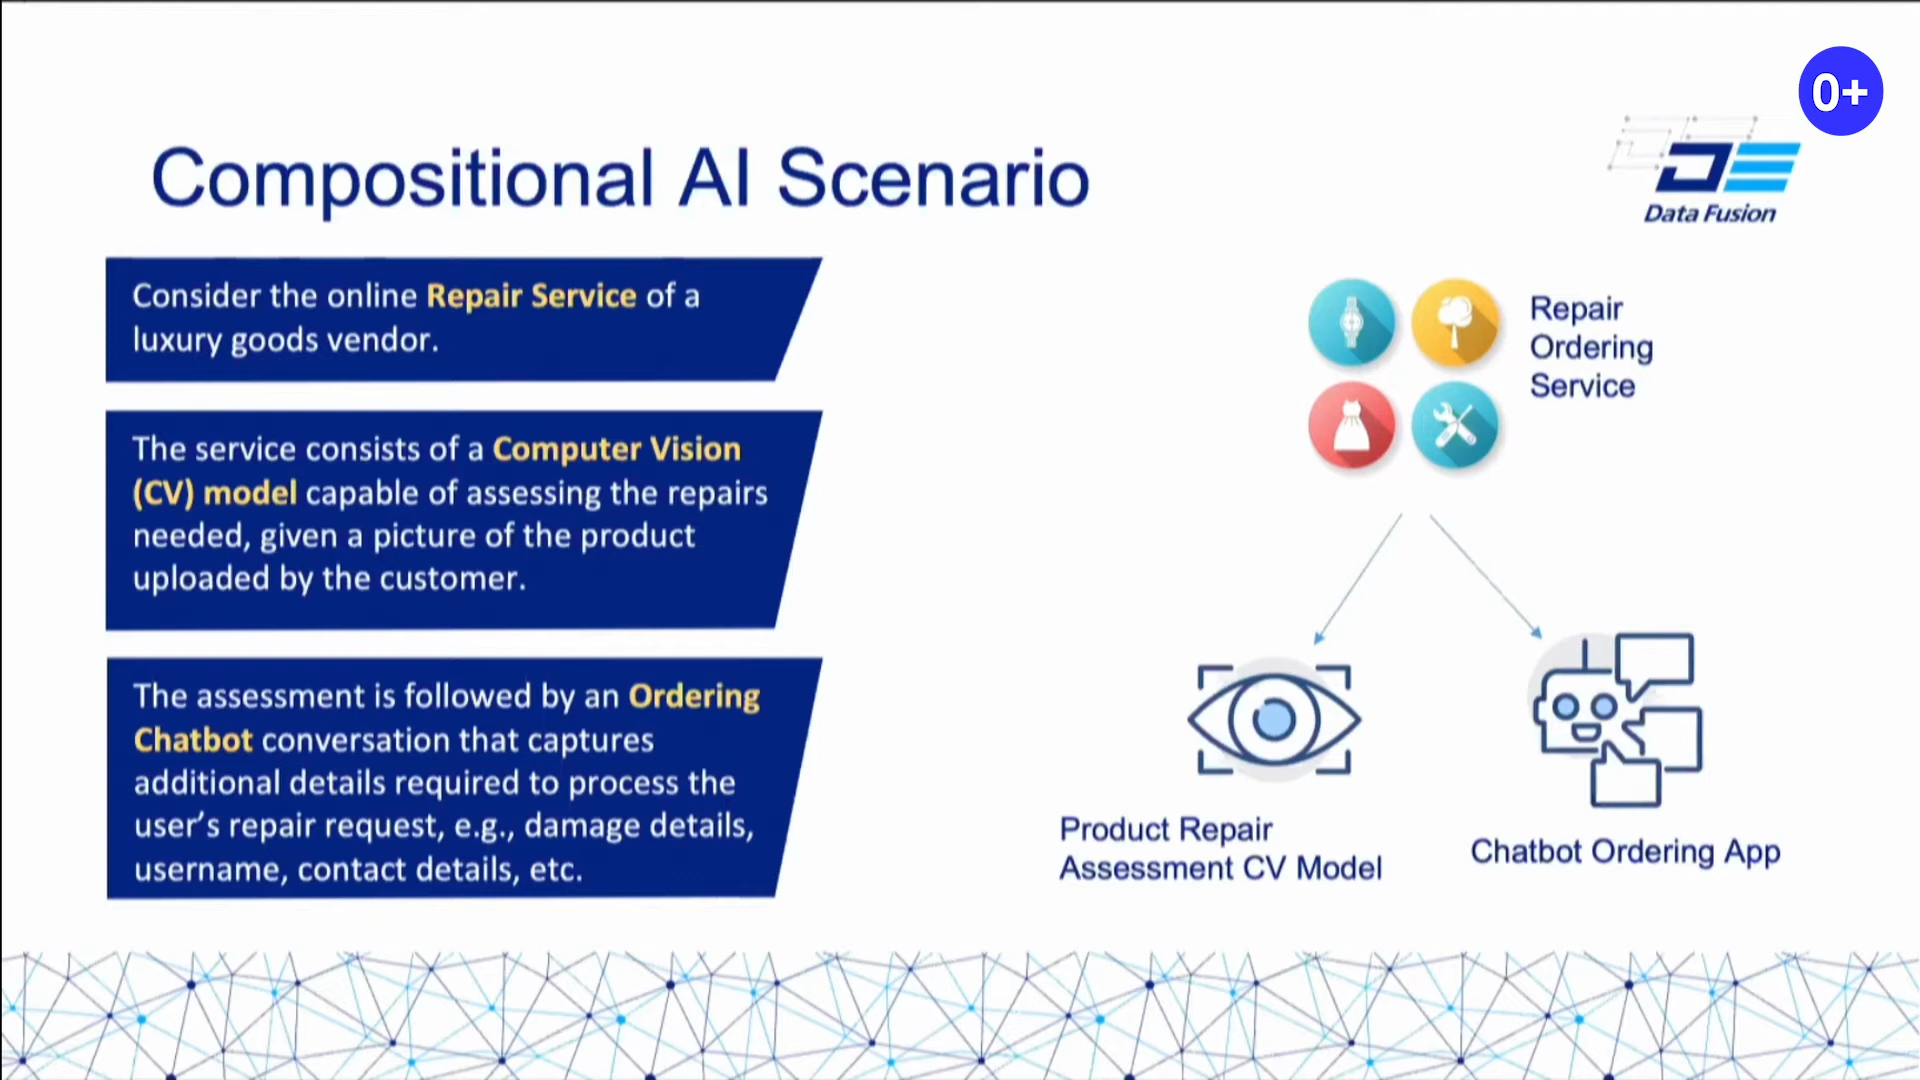 0+
Data Fusion
Compositional AI Scenario
Consider the online Repair Service of a
luxury goods vendor.
The service consists of a Computer Vision
(CV) model capable of assessing the repairs
needed, given a picture of the product
uploaded by the customer.
The assessment is followed by an Ordering
Chatbot conversation that captures
additional details required to process the
user’s repair request, e.g., damage details,
username, contact details, etc.
Repair
Ordering
Service
Product Repair
Assessment CV Model
Chatbot Ordering App